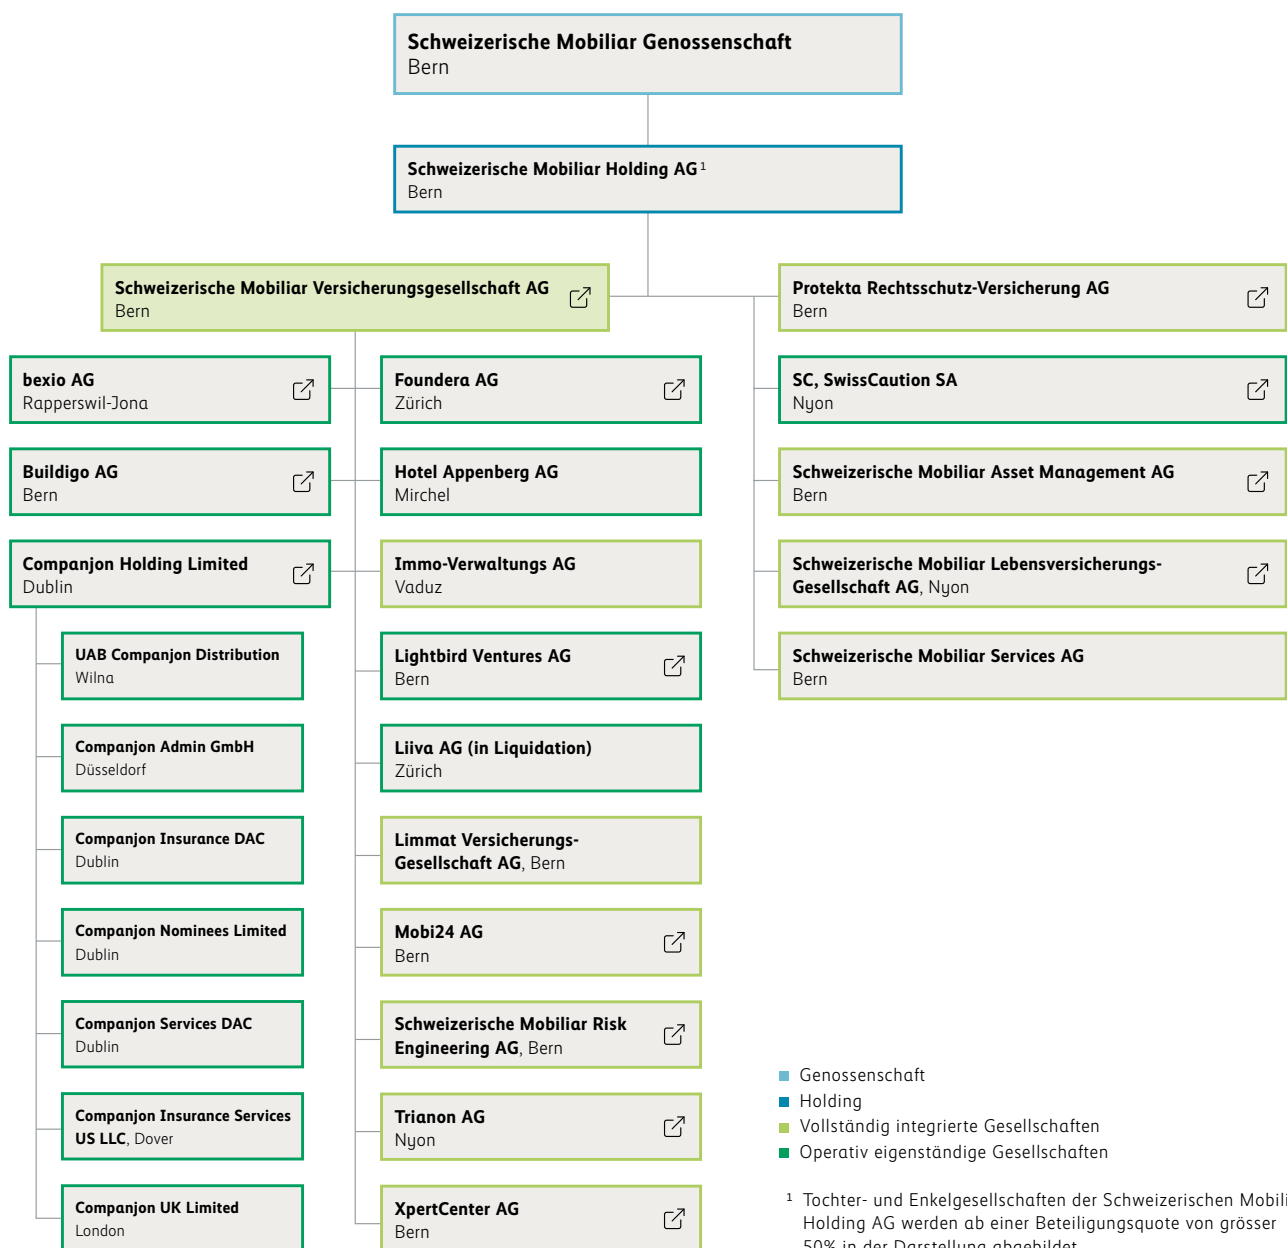 Schweizerische Mobiliar Genossenschaft
Bern
Schweizerische Mobiliar Holding AG¹
Bern
Schweizerische Mobiliar Versicherungsgesellschaft AG
Bern
bexio AG
Rapperswil-Jona
Buildigo AG
Bern
Companjon Holding Limited
Dublin
UAB Companjon Distribution
Wilna
Companjon Admin GmbH
Düsseldorf
Companjon Insurance DAC
Dublin
Companjon Nominees Limited
Dublin
Companjon Services DAC
Dublin
Companjon Insurance Services
US LLC, Dover
Companjon UK Limited
London
Foundera AG
Zürich
Hotel Appenberg AG
Mirchel
Immo-Verwaltungs AG
Vaduz
Lightbird Ventures AG
Bern
Liiva AG (in Liquidation)
Zürich
Limmat Versicherungs-
Gesellschaft AG, Bern
Mobi24 AG
Bern
Schweizerische Mobiliar Risk
Engineering AG, Bern
Trianon AG
Nyon
XpertCenter AG
Bern
Protekta Rechtsschutz-Versicherung AG
Bern
SC, SwissCaution SA
Nyon
Schweizerische Mobiliar Asset Management AG
Bern
Schweizerische Mobiliar Lebensversicherungs-
Gesellschaft AG, Nyon
Schweizerische Mobiliar Services AG
Bern
Genossenschaft
Holding
Vollständig integrierte Gesellschaften
Operativ eigenständige Gesellschaften
¹ Tochter- und Enkelgesellschaften der Schweizerischen Mobili
Holding AG werden ab einer Beteiligungsquote von grösser
50% in der Darstellung abgebildet